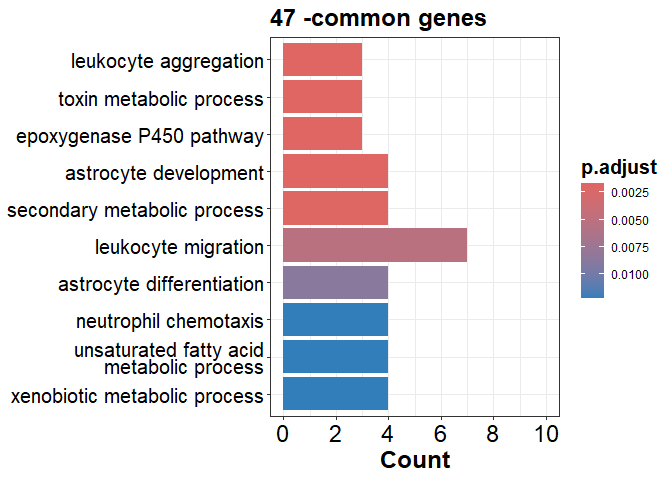 47 -common genes
leukocyte aggregation
toxin metabolic process
epoxygenase P450 pathway
astrocyte development
secondary metabolic process
leukocyte migration
astrocyte differentiation
neutrophil chemotaxis
unsaturated fatty acid
metabolic process
xenobiotic metabolic process
0 2 4 6 8 10
Count
p.adjust
0.0025
0.0050
0.0075
0.0100